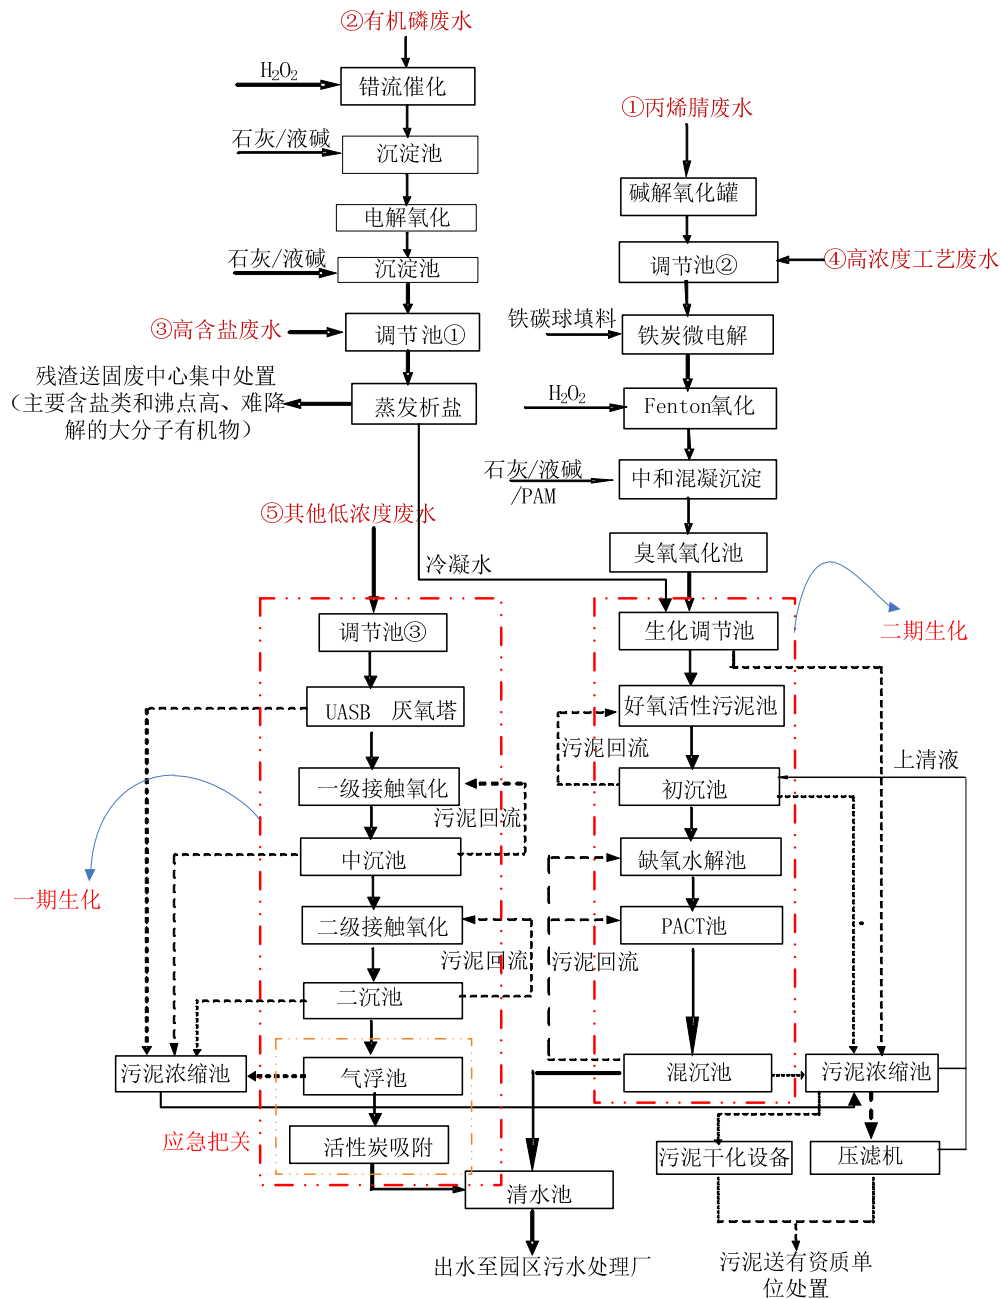 ②有机磷废水
H₂O₂
错流催化
①丙烯腈废水
石灰/液碱
沉淀池
碱解氧化罐
电解氧化
石灰/液碱
沉淀池
调节池②
④高浓度工艺废水
③高含盐废水
调节池①
铁碳球填料
铁炭微电解
残渣送固废中心集中处置
（主要含盐类和沸点高、难降
解的大分子有机物）
蒸发析盐
H₂O₂
Fenton氧化
石灰/液碱
/PAM
中和混凝沉淀
⑤其他低浓度废水
臭氧氧化池
冷凝水
调节池③
生化调节池
二期生化
UASB 厌氧塔
好氧活性污泥池
污泥回流
上清液
一级接触氧化
初沉池
污泥回流
中沉池
缺氧水解池
一期生化
二级接触氧化
PACT池
污泥回流
污泥回流
二沉池
污泥浓缩池
气浮池
混沉池
污泥浓缩池
应急把关
活性炭吸附
污泥干化设备
压滤机
清水池
出水至园区污水处理厂
污泥送有资质单
位处置